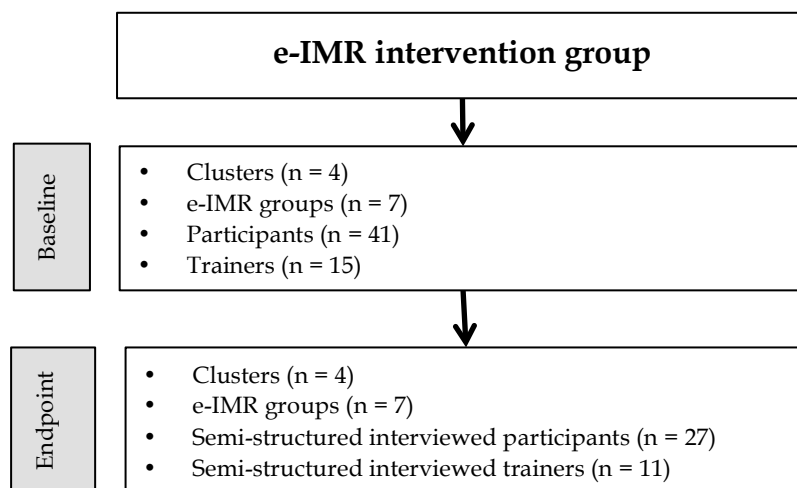 e-IMR intervention group
Baseline
• Clusters (n = 4)
• e-IMR groups (n = 7)
• Participants (n = 41)
• Trainers (n = 15)
Endpoint
• Clusters (n = 4)
• e-IMR groups (n = 7)
• Semi-structured interviewed participants (n = 27)
• Semi-structured interviewed trainers (n = 11)